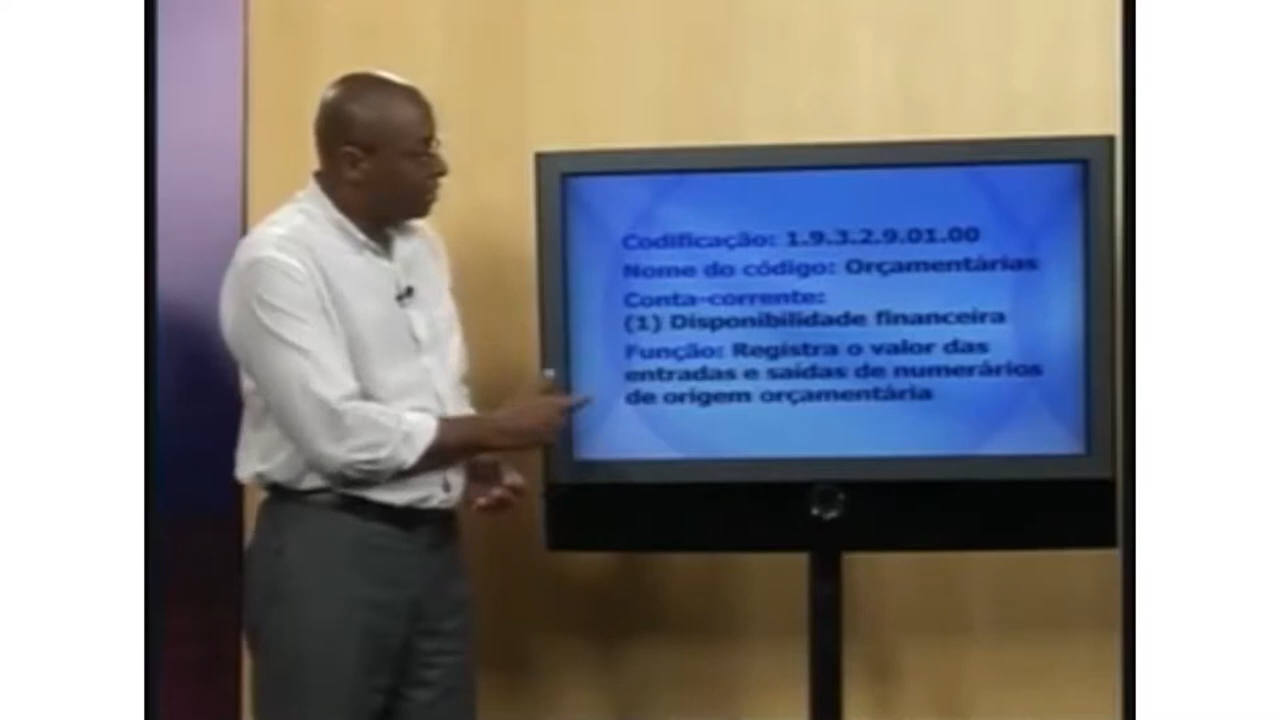 Codificação: 1.9.3.2.9.01.00
Nome do código: Orçamentárias
Conta-corrente:
(1) Disponibilidade financeira
Função: Registra o valor das
entradas e saídas de numerários
de origem orçamentária